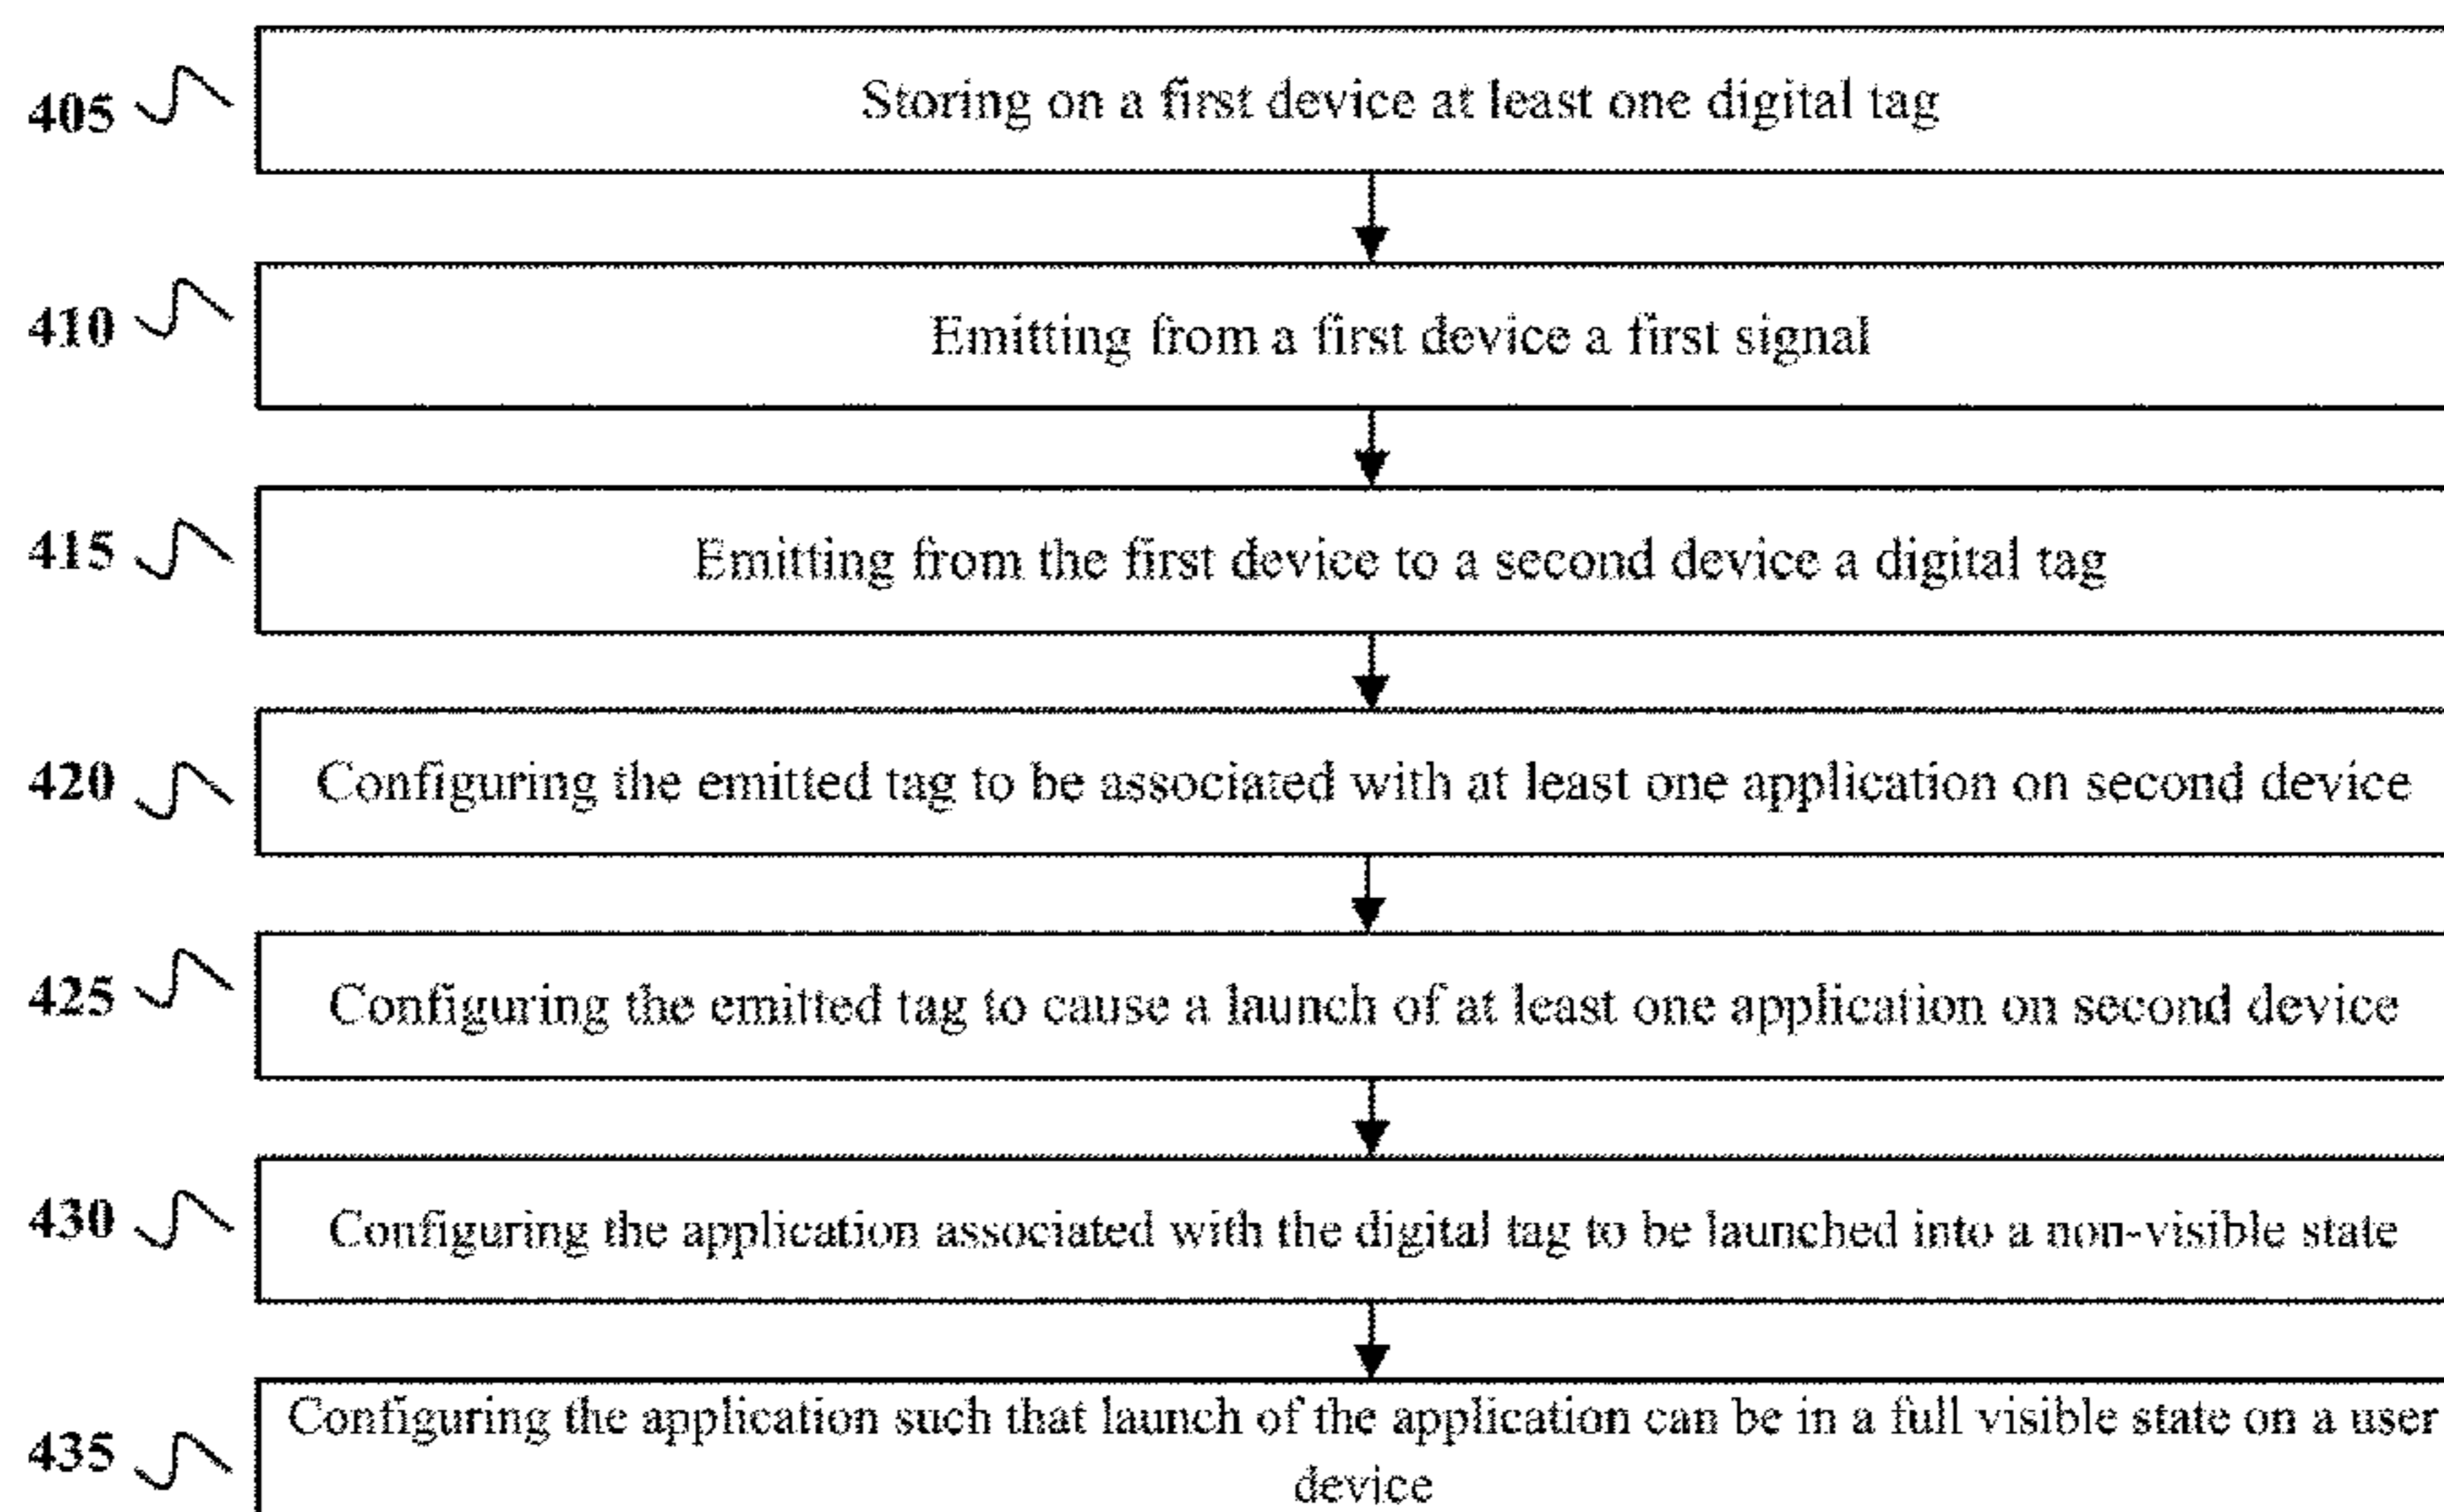 405 Storing on a first device at least one digital tag
410 Emitting from a first device a first signal
415 Emitting from the first device to a second device a digital tag
420 Configuring the emitted tag to be associated with at least one application on second device
425 Configuring the emitted tag to cause a launch of at least one application on second device
430 Configuring the application associated with the digital tag to be launched into a non-visible state
435 Configuring the application such that launch of the application can be in a full visible state on a user
device